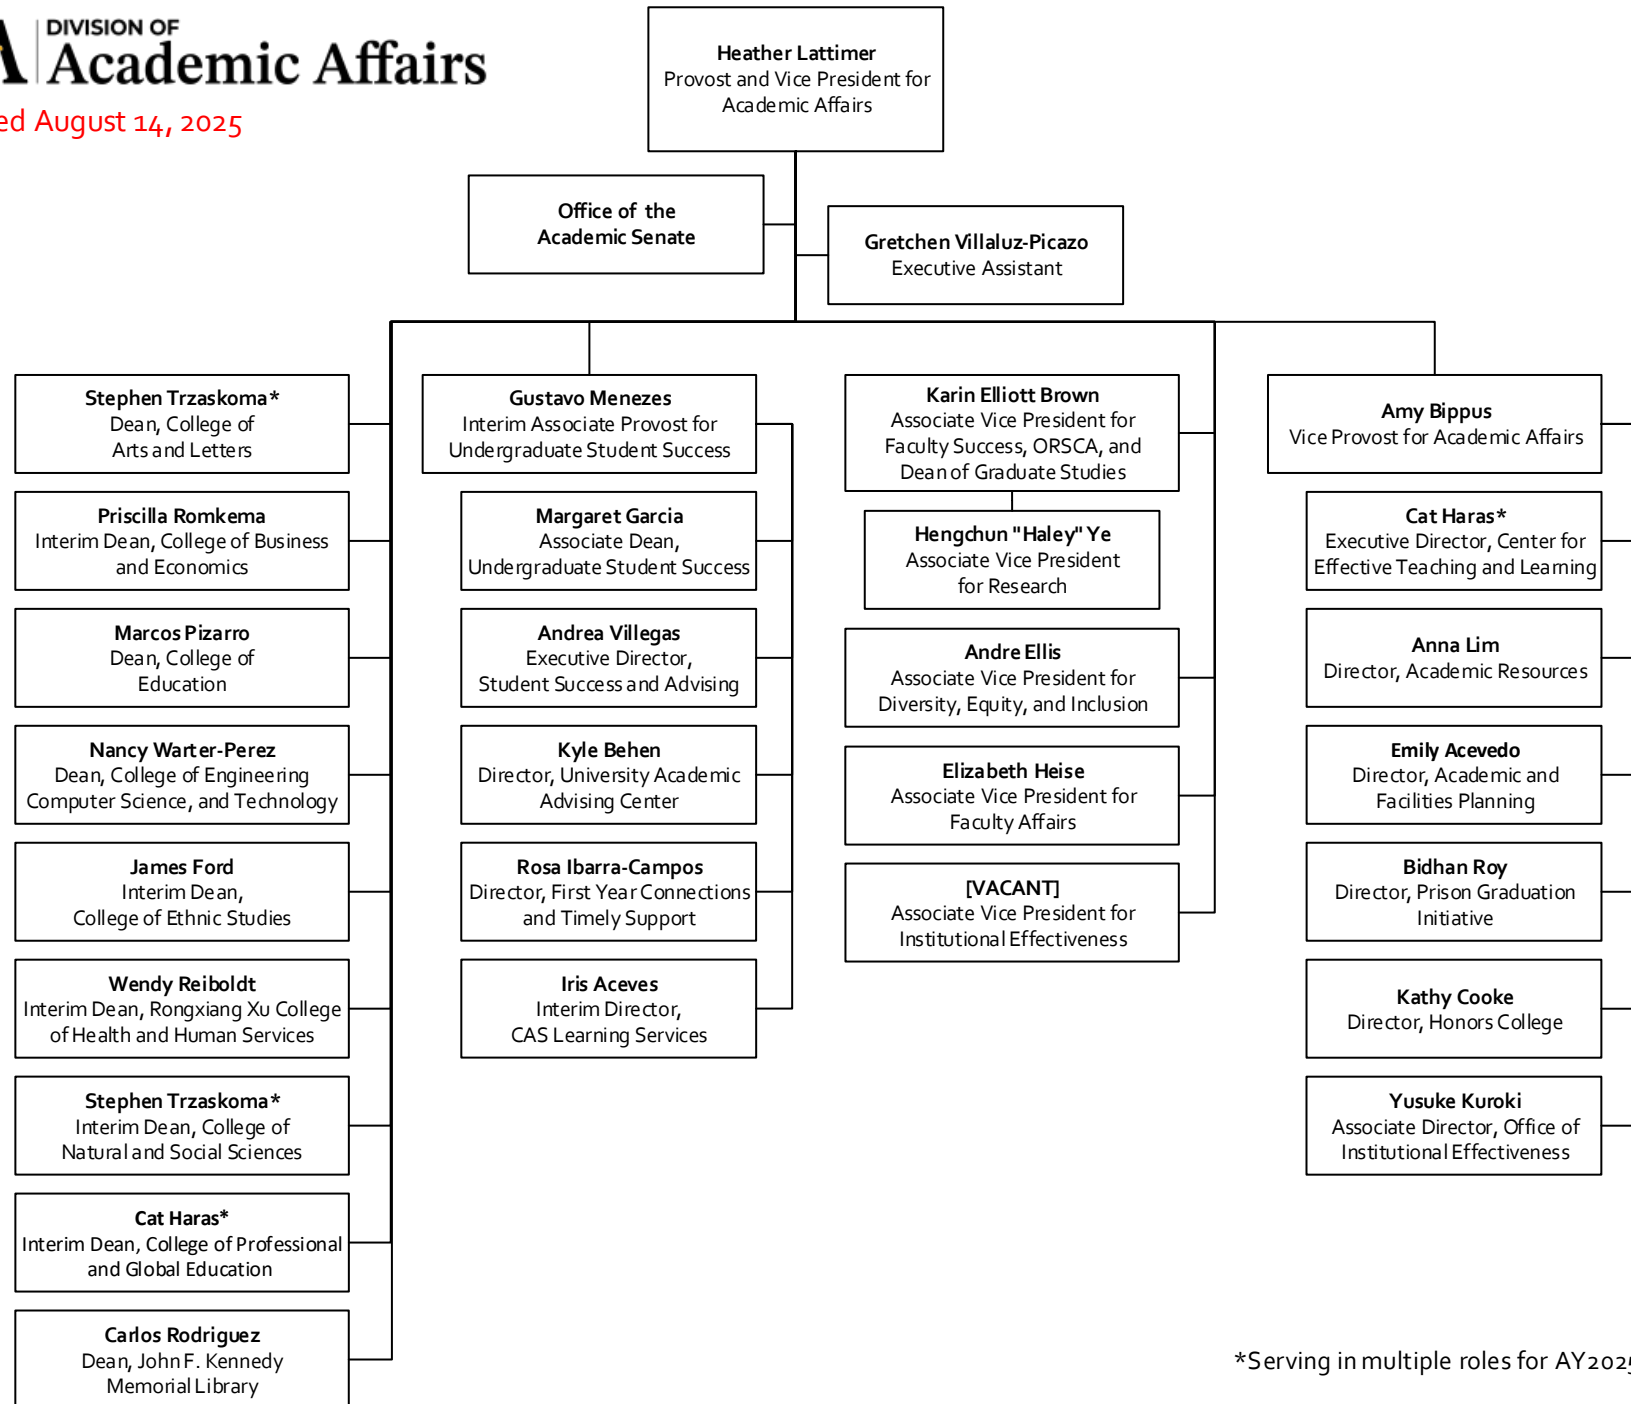 DIVISION OF
Academic Affairs
August 14, 2025
Heather Lattimer
Provost and Vice President for
Academic Affairs
Office of the
Academic Senate
Gretchen Villaluz-Picazo
Executive Assistant
Stephen Trzaskoma*
Dean, College of
Arts and Letters
Priscilla Romkema
Interim Dean, College of Business
and Economics
Marcos Pizarro
Dean, College of
Education
Nancy Warter-Perez
Dean, College of Engineering
Computer Science, and Technology
James Ford
Interim Dean,
College of Ethnic Studies
Wendy Reiboldt
Interim Dean, Rongxiang Xu College
of Health and Human Services
Stephen Trzaskoma*
Interim Dean, College of
Natural and Social Sciences
Cat Haras*
Interim Dean, College of Professional
and Global Education
Carlos Rodriguez
Dean, John F. Kennedy
Memorial Library
Gustavo Menezes
Interim Associate Provost for
Undergraduate Student Success
Margaret Garcia
Associate Dean,
Undergraduate Student Success
Andrea Villegas
Executive Director,
Student Success and Advising
Kyle Behen
Director, University Academic
Advising Center
Rosa Ibarra-Campos
Director, First Year Connections
and Timely Support
Iris Aceves
Interim Director,
CAS Learning Services
Karin Elliott Brown
Associate Vice President for
Faculty Success, ORSCA, and
Dean of Graduate Studies
Hengchun "Haley" Ye
Associate Vice President
for Research
Andre Ellis
Associate Vice President for
Diversity, Equity, and Inclusion
Elizabeth Heise
Associate Vice President for
Faculty Affairs
[VACANT]
Associate Vice President for
Institutional Effectiveness
Amy Bippus
Vice Provost for Academic Affairs
Cat Haras*
Executive Director, Center for
Effective Teaching and Learning
Anna Lim
Director, Academic Resources
Emily Acevedo
Director, Academic and
Facilities Planning
Bidhan Roy
Director, Prison Graduation
Initiative
Kathy Cooke
Director, Honors College
Yusuke Kuroki
Associate Director, Office of
Institutional Effectiveness
*Serving in multiple roles for AY